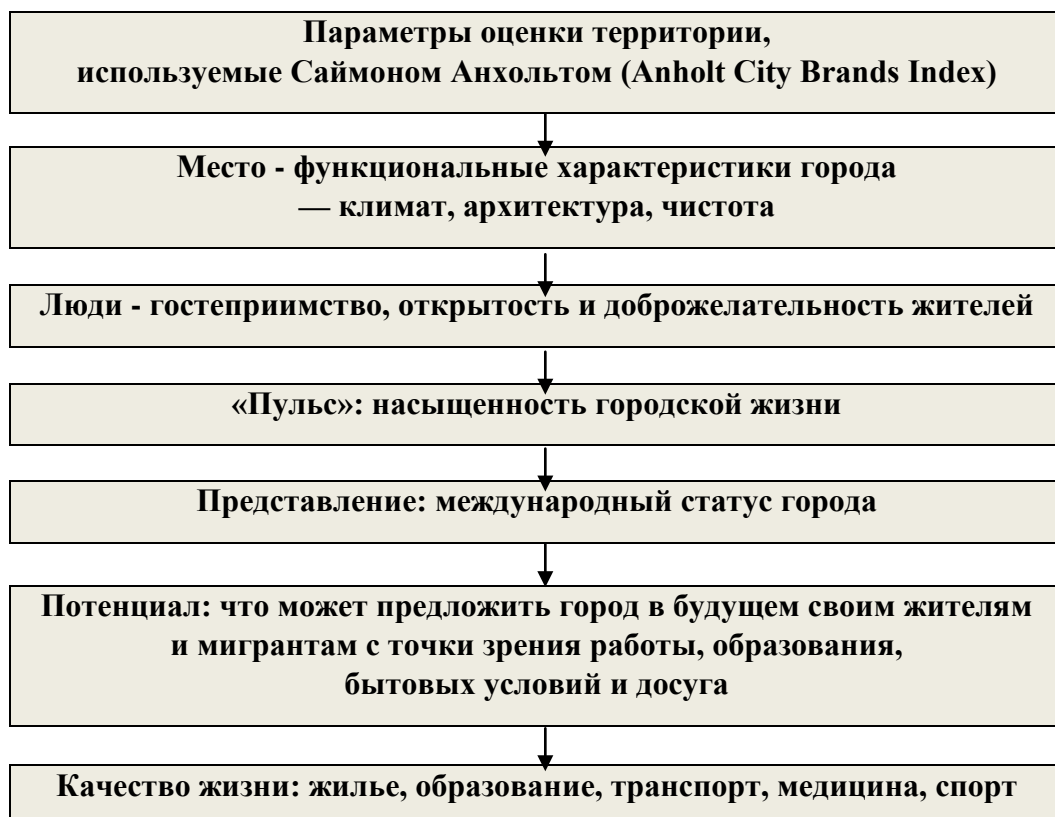 Параметры оценки территории,
используемые Саймоном Анхольтом (Anholt City Brands Index)
Место - функциональные характеристики города
— климат, архитектура, чистота
Люди - гостеприимство, открытость и доброжелательность жителей
«Пульс»: насыщенность городской жизни
Представление: международный статус города
Потенциал: что может предложить город в будущем своим жителям
и мигрантам с точки зрения работы, образования,
бытовых условий и досуга
Качество жизни: жилье, образование, транспорт, медицина, спорт